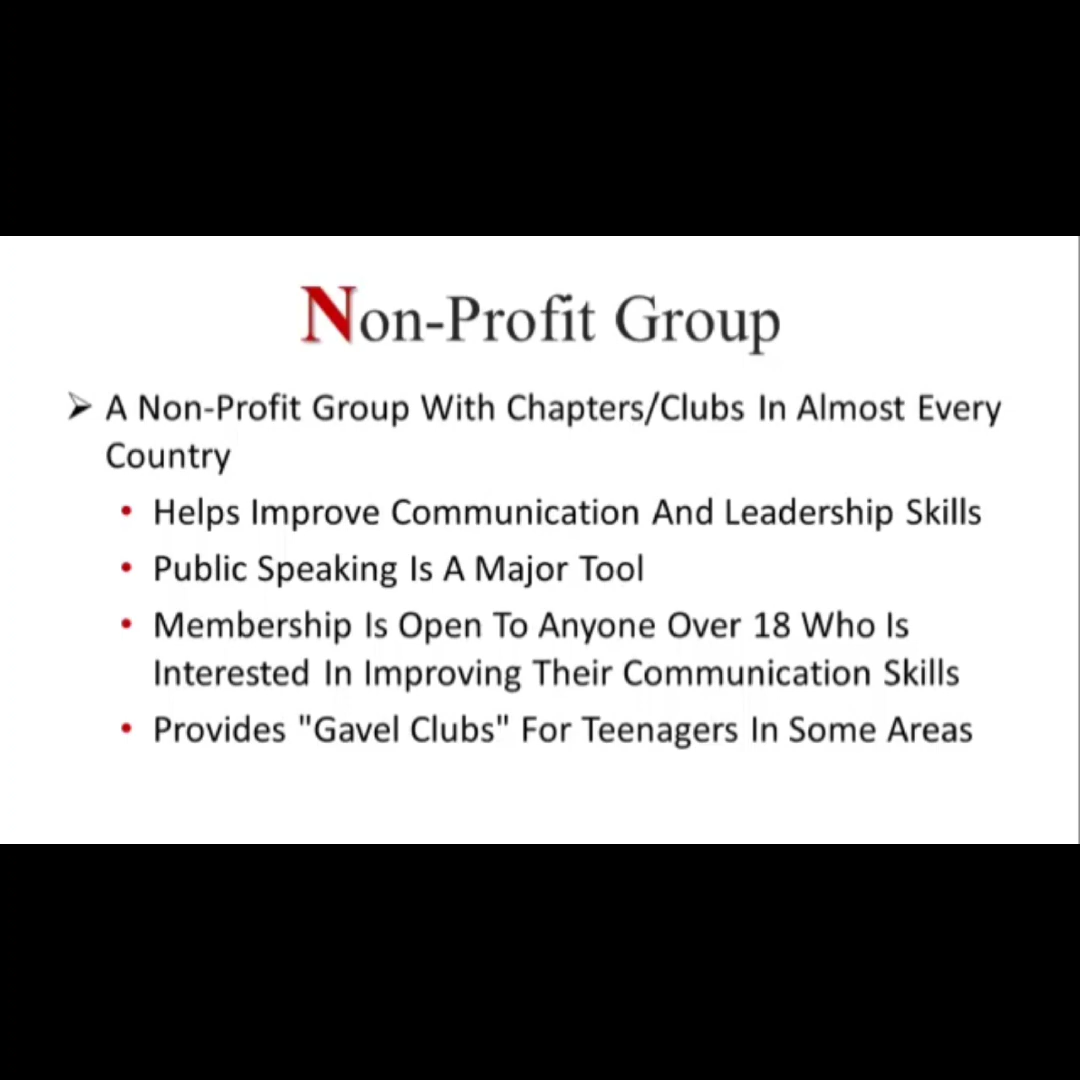 Non-Profit Group
➢ A Non-Profit Group With Chapters/Clubs In Almost Every
Country
• Helps Improve Communication And Leadership Skills
• Public Speaking Is A Major Tool
• Membership Is Open To Anyone Over 18 Who Is
Interested In Improving Their Communication Skills
• Provides "Gavel Clubs" For Teenagers In Some Areas